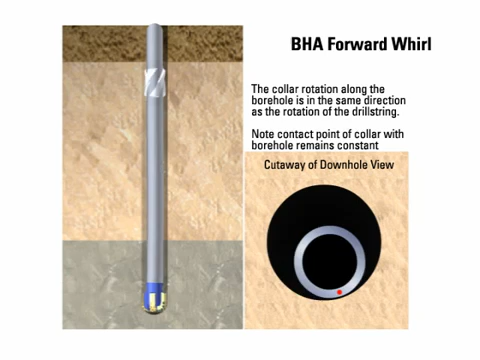 BHA Forward Whirl
The collar rotation along the
borehole is in the same direction
as the rotation of the drillstring.
Note contact point of collar with
borehole remains constant
Cutaway of Downhole View